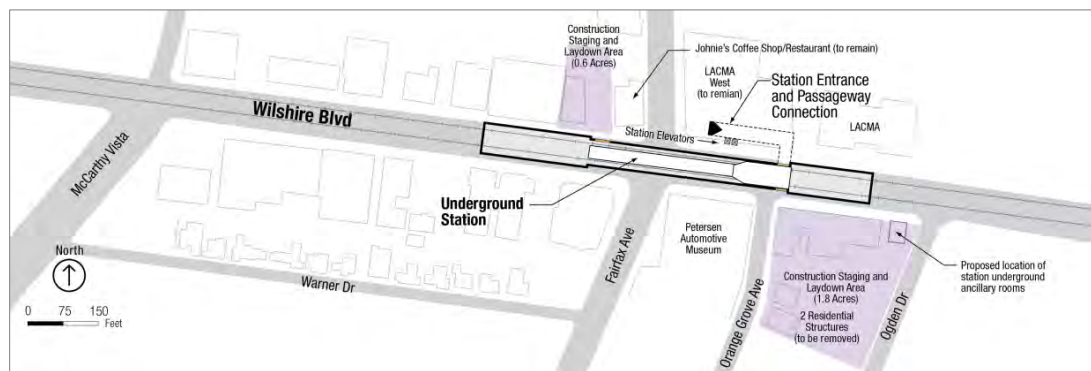 Construction
Staging and
Laydown Area
(0.6 Acres)
Johnie's Coffee Shop/Restaurant (to remain)
LACMA
West
(to remian)
Station Entrance
and Passageway
Connection
LACMA
Wilshire Blvd
Station Elevators
McCarthy Vista
Underground
Station
Fairfax Ave
Petersen
Automotive
Museum
Orange Grove Ave
Construction Staging and
Laydown Area
(1.8 Acres)
2 Residential
Structures
(to be removed)
Ogden Dr
Proposed location of
station underground
ancillary rooms
Warner Dr
North
0 75 150
Feet